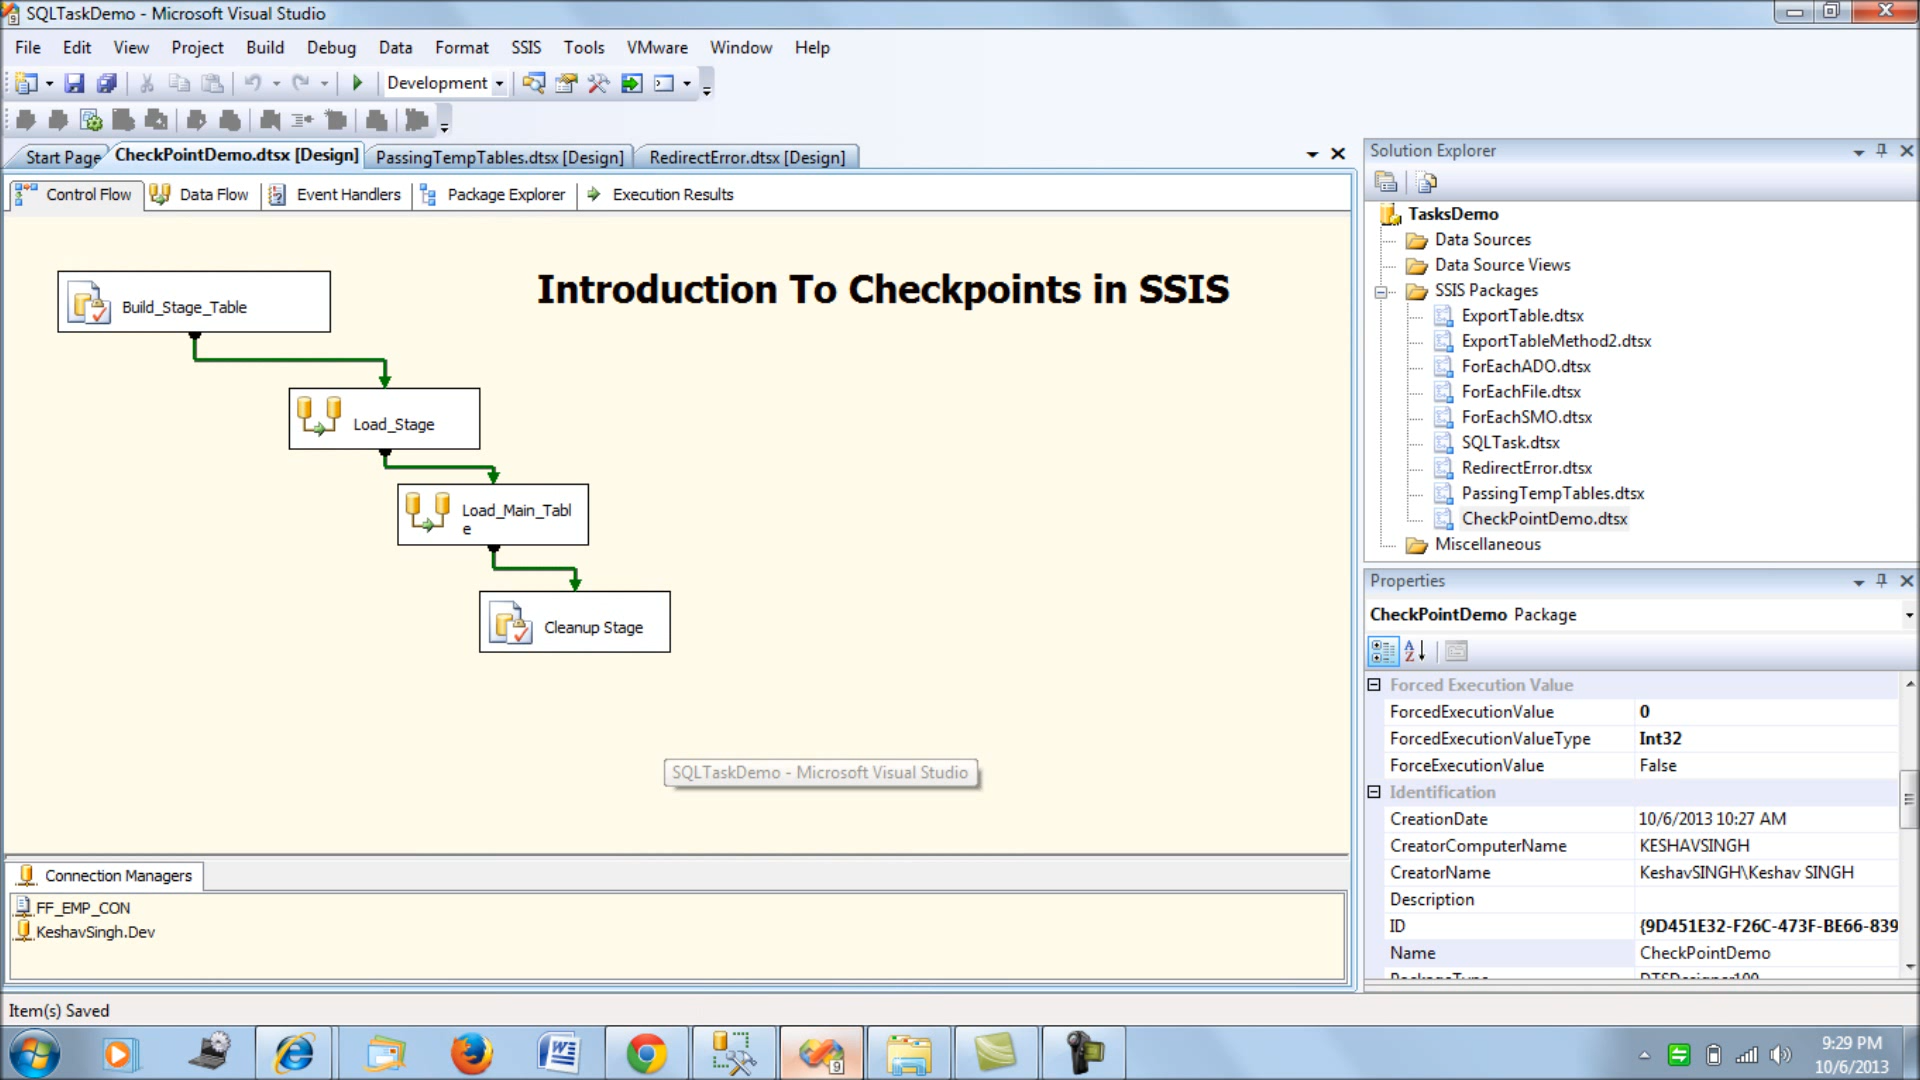 SQLTaskDemo - Microsoft Visual Studio
File Edit View Project Build Debug Data Format SSIS Tools VMware Window Help
Development
Start Page CheckPointDemo.dtsx [Design] PassingTempTables.dtsx [Design] RedirectError.dtsx [Design]
Control Flow Data Flow Event Handlers Package Explorer Execution Results
Introduction To Checkpoints in SSIS
Build_Stage_Table
Load_Stage
Load_Main_Tabl
e
Cleanup Stage
SQLTaskDemo - Microsoft Visual Studio
Connection Managers
FF_EMP_CON
KeshavSingh.Dev
Solution Explorer
TasksDemo
Data Sources
Data Source Views
SSIS Packages
ExportTable.dtsx
ExportTableMethod2.dtsx
ForEachADO.dtsx
ForEachFile.dtsx
ForEachSMO.dtsx
SQLTask.dtsx
RedirectError.dtsx
PassingTempTables.dtsx
CheckPointDemo.dtsx
Miscellaneous
Properties
CheckPointDemo Package
Forced Execution Value
ForcedExecutionValue 0
ForcedExecutionValueType Int32
ForceExecutionValue False
Identification
CreationDate 10/6/2013 10:27 AM
CreatorComputerName KESHAVSINGH
CreatorName KeshavSINGH\Keshav SINGH
Description
ID {9D451E32-F26C-473F-BE66-839
Name CheckPointDemo
Item(s) Saved
9:29 PM
10/6/2013